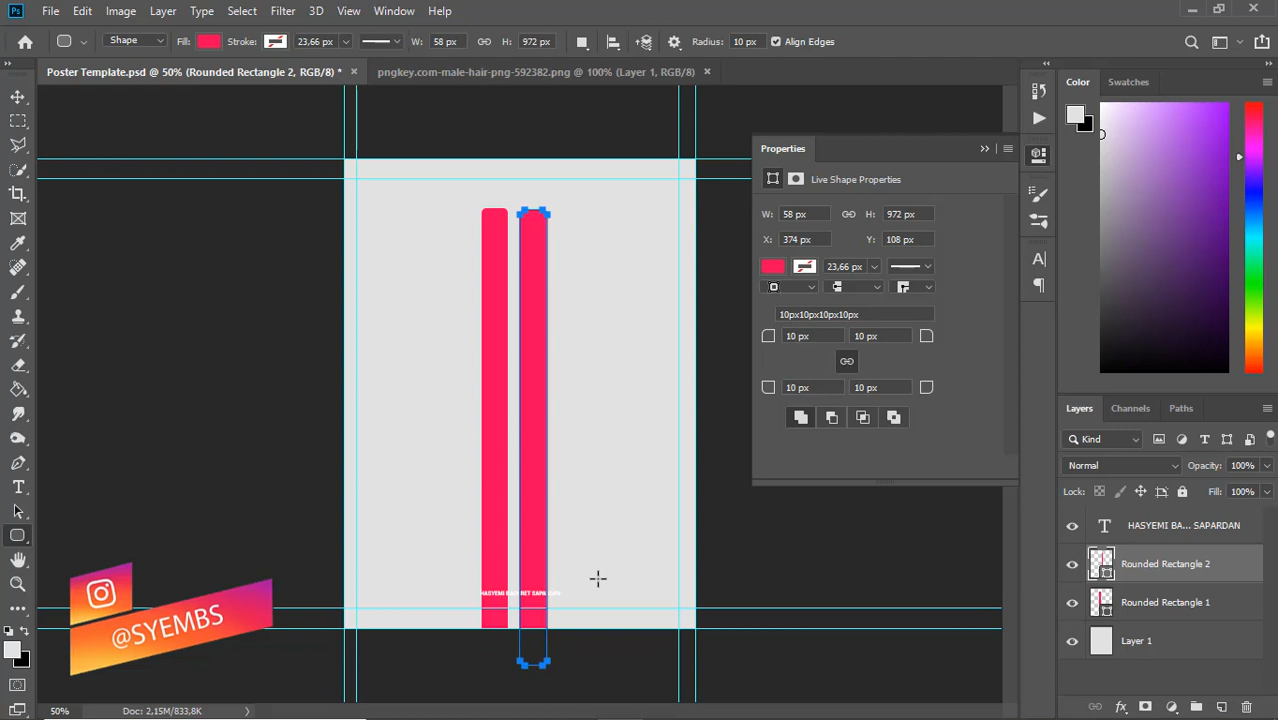 Ps File Edit Image Layer Type Select Filter 3D View Window Help
Shape Fill: Stroke: 23,66 px W: 58 px H: 972 px Radius: 10 px Align Edges
Poster Template.psd @ 50% (Rounded Rectangle 2, RGB/8) * × pngkey.com-male-hair-png-592382.png @ 100% (Layer 1, RGB/8) ×
Color Swatches
Properties
Live Shape Properties
W: 58 px H: 972 px
X: 374 px Y: 108 px
23,66 px
10px10px10px10px
10 px 10 px
10 px 10 px
Layers Channels Paths
Kind
Normal Opacity: 100%
Lock: Fill: 100%
T HASYEMI BA... SAPARDAN
Rounded Rectangle 2
Rounded Rectangle 1
Layer 1
@SYEMBS
50% Doc: 2,15M/833,8K